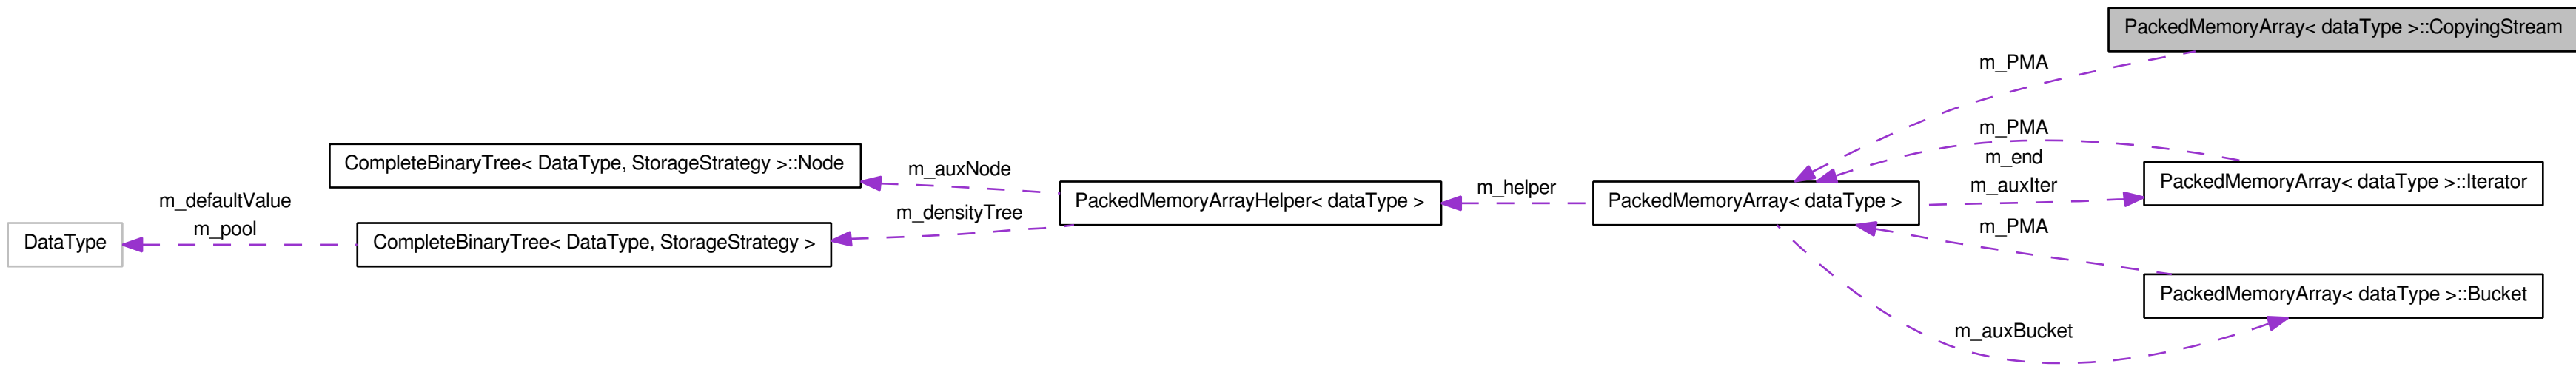 PackedMemoryArray< dataType >::CopyingStream
m_PMA
m_PMA
CompleteBinaryTree< DataType, StorageStrategy >::Node
m_auxNode
m_end
m_auxIter
PackedMemoryArray< dataType >::Iterator
m_defaultValue
m_pool
PackedMemoryArrayHelper< dataType >
m_helper
PackedMemoryArray< dataType >
m_densityTree
m_PMA
DataType
CompleteBinaryTree< DataType, StorageStrategy >
PackedMemoryArray< dataType >::Bucket
m_auxBucket